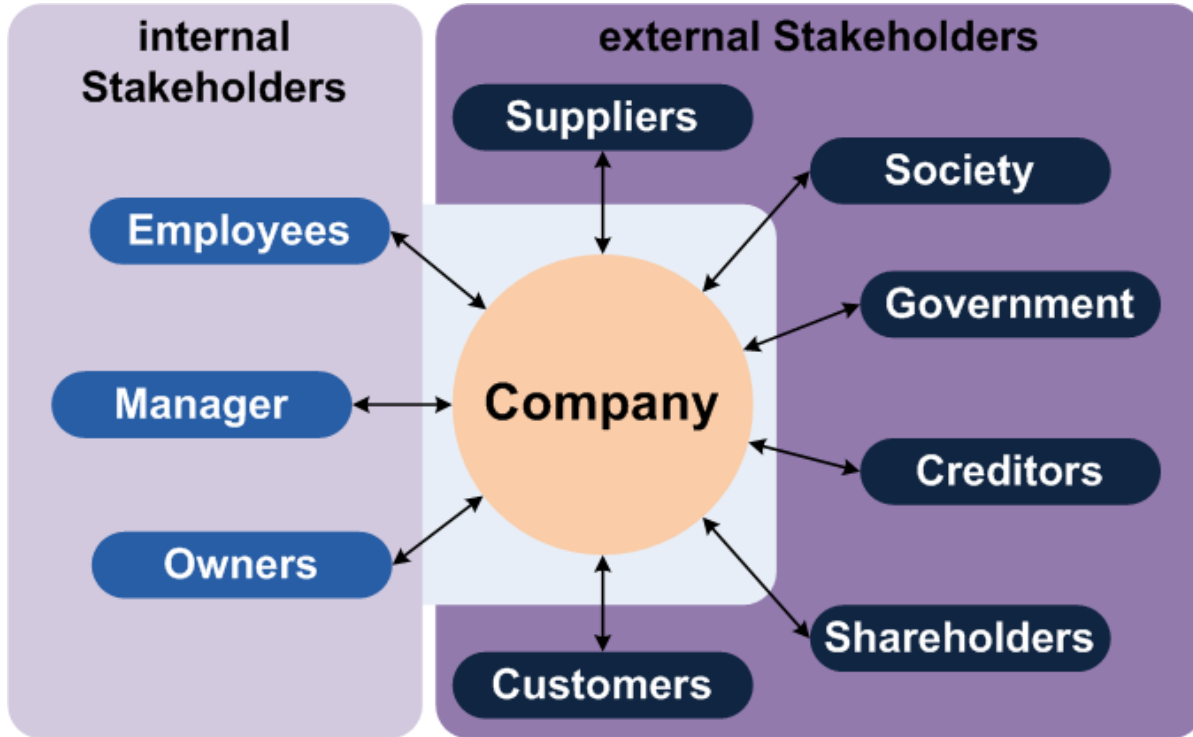 internal
Stakeholders
external Stakeholders
Suppliers
Society
Employees
Government
Manager
Company
Creditors
Owners
Shareholders
Customers